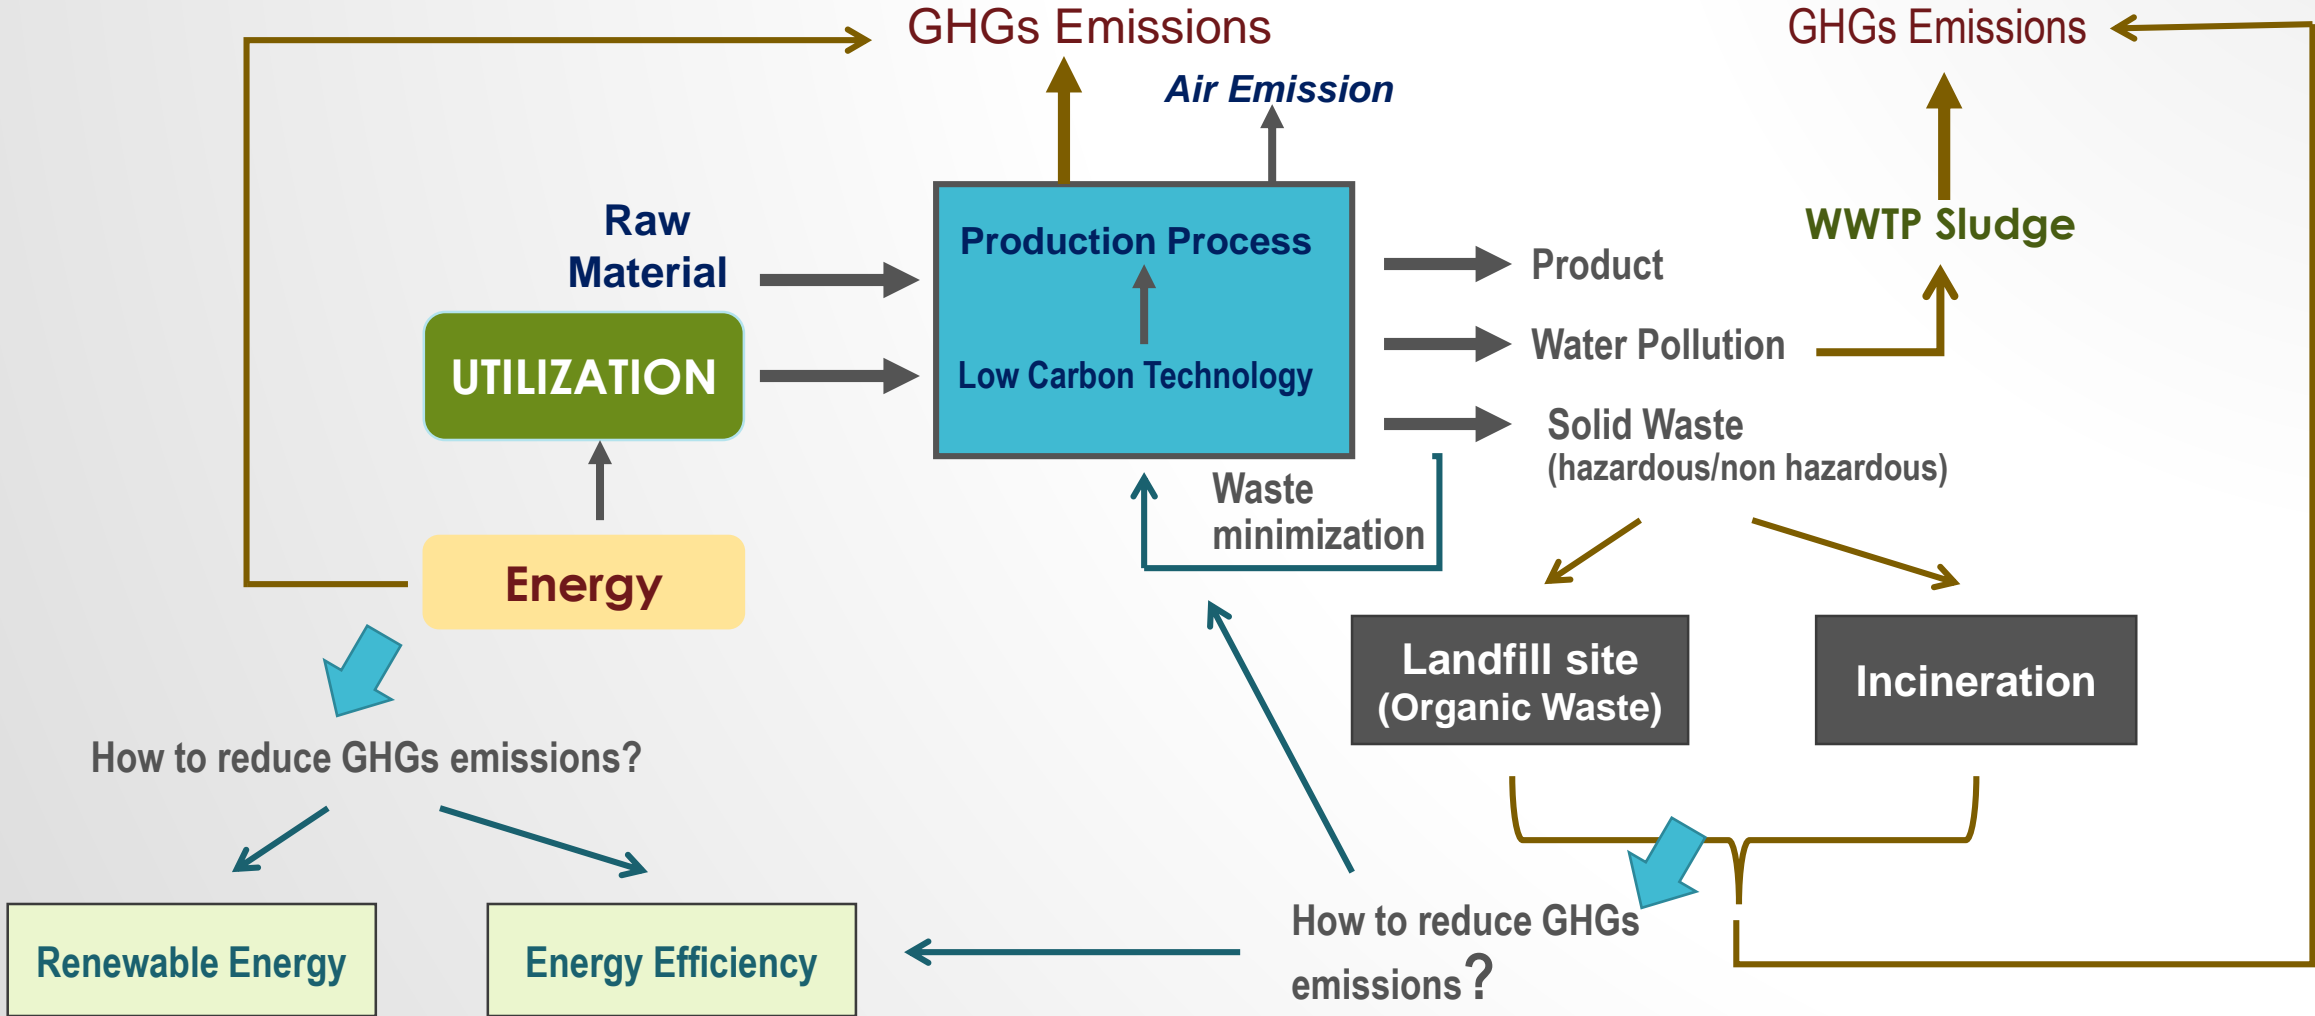 GHGs Emissions
GHGs Emissions
Air Emission
Raw
Material
Production Process
WWTP Sludge
Product
UTILIZATION
Low Carbon Technology
Water Pollution
Solid Waste
(hazardous/non hazardous)
Waste
minimization
Energy
Landfill site
(Organic Waste)
Incineration
How to reduce GHGs emissions?
Renewable Energy
Energy Efficiency
How to reduce GHGs
emissions?